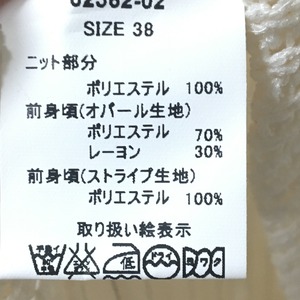 02562-02
SIZE 38
ニット部分
ポリエステル 100%
前身頃(オパール生地)
ポリエステル 70%
レーヨン 30%
前身頃(ストライプ生地)
ポリエステル 100%
取り扱い絵表示
低